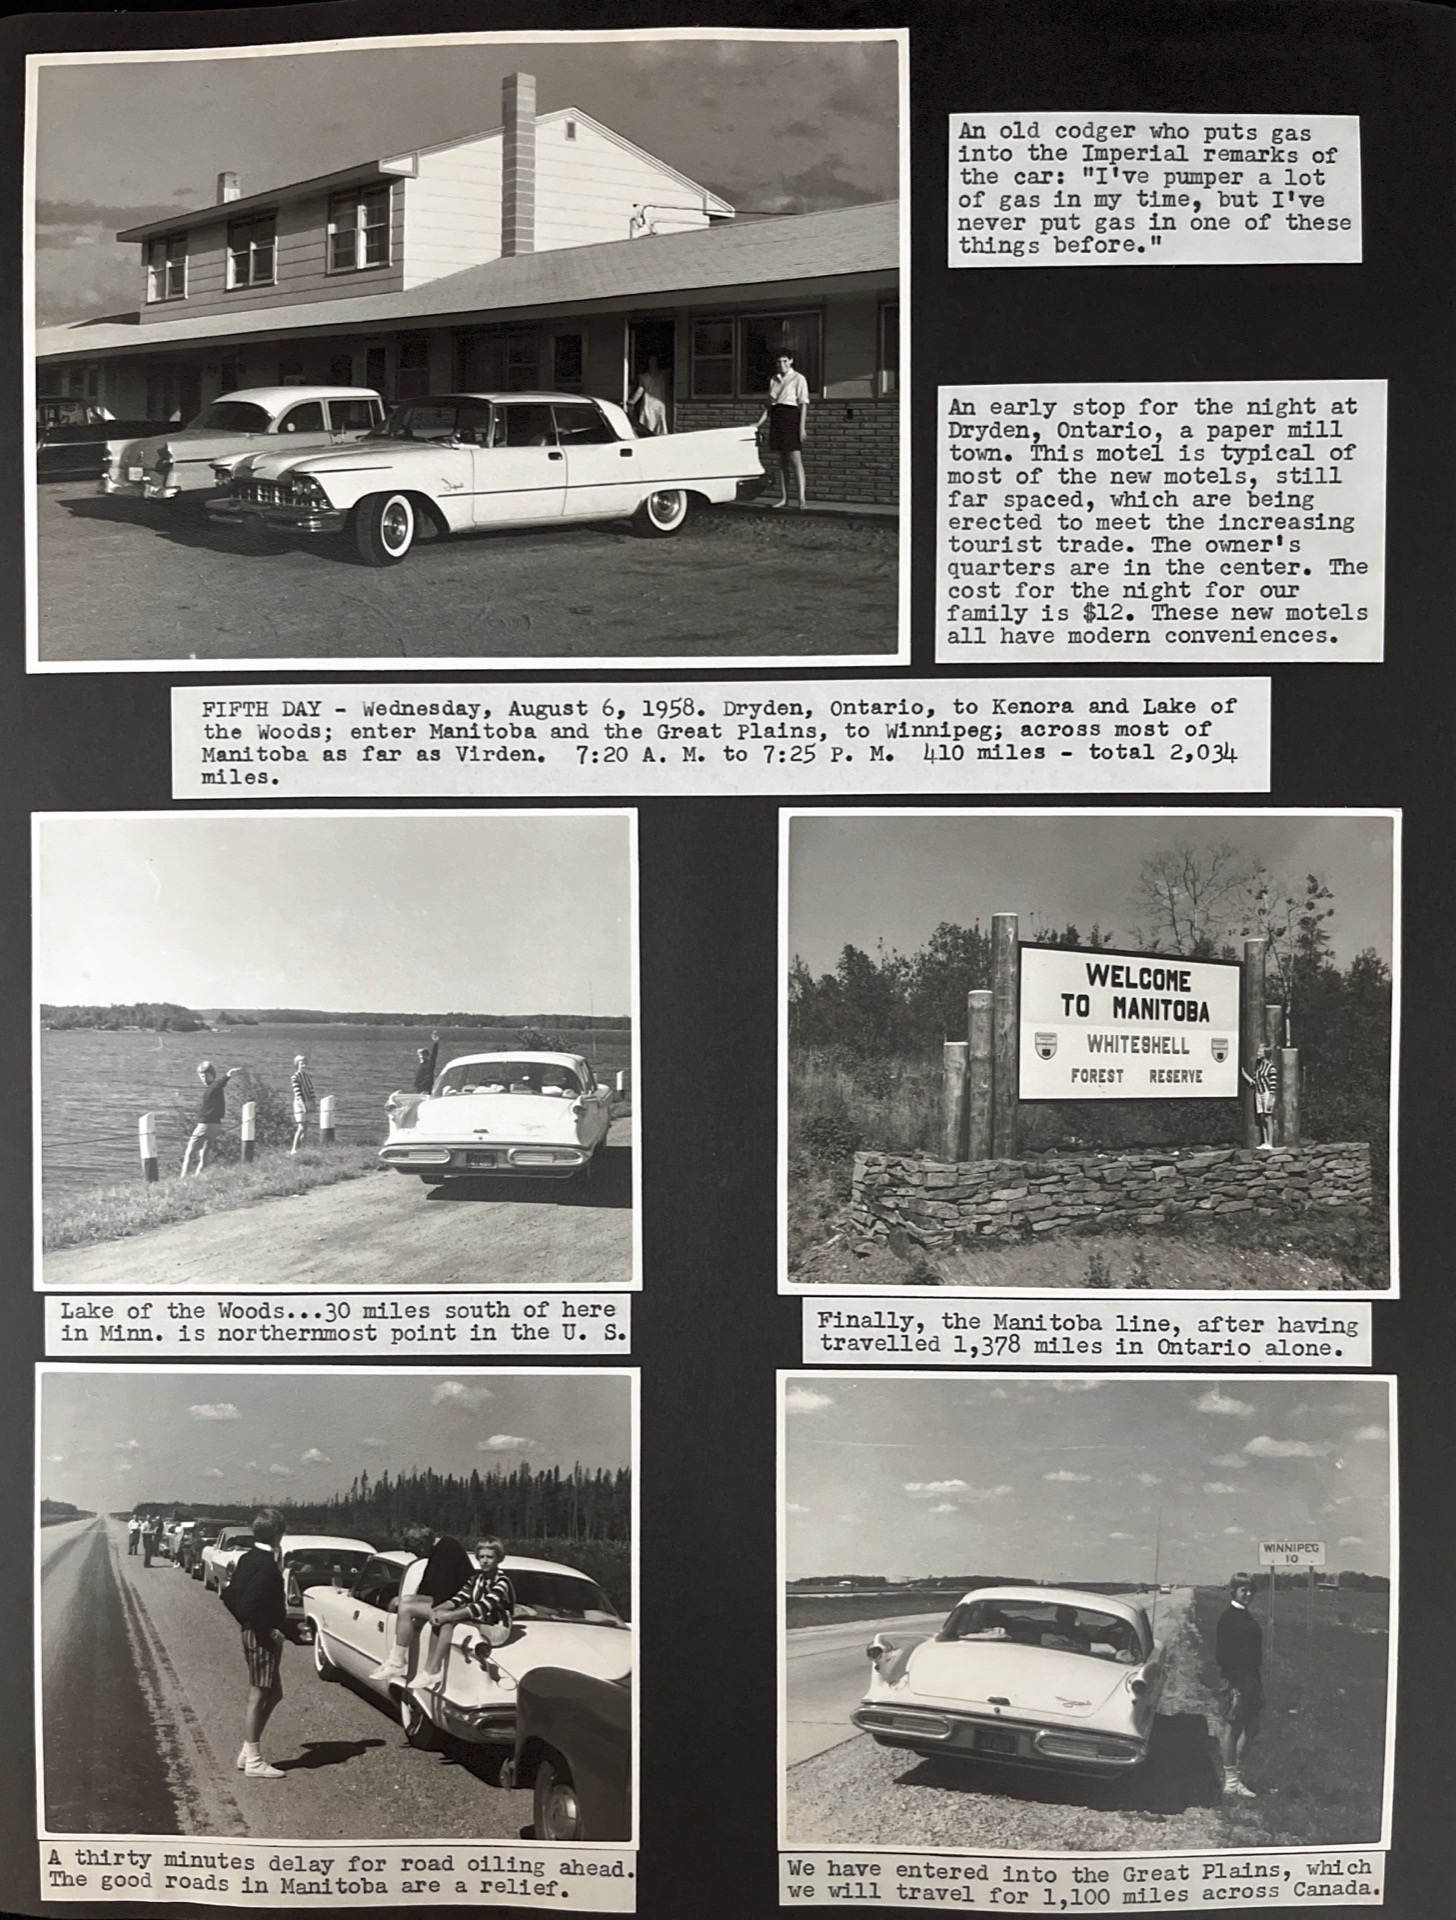 An old codger who puts gas
into the Imperial remarks of
the car: "I've pumper a lot
of gas in my time, but I've
never put gas in one of these
things before."
An early stop for the night at
Dryden, Ontario, a paper mill
town. This motel is typical of
most of the new motels, still
far spaced, which are being
erected to meet the increasing
tourist trade. The owner's
quarters are in the center. The
cost for the night for our
family is $12. These new motels
all have modern conveniences.
FIFTH DAY - Wednesday, August 6, 1958. Dryden, Ontario, to Kenora and Lake of
the Woods; enter Manitoba and the Great Plains, to Winnipeg; across most of
Manitoba as far as Virden. 7:20 A. M. to 7:25 P. M. 410 miles - total 2,034
miles.
WELCOME
TO MANITOBA
WHITESHELL
FOREST RESERVE
Lake of the Woods...30 miles south of here
in Minn. is northernmost point in the U. S.
Finally, the Manitoba line, after having
travelled 1,378 miles in Ontario alone.
WINNIPEG
10
A thirty minutes delay for road oiling ahead.
The good roads in Manitoba are a relief.
We have entered into the Great Plains, which
we will travel for 1,100 miles across Canada.